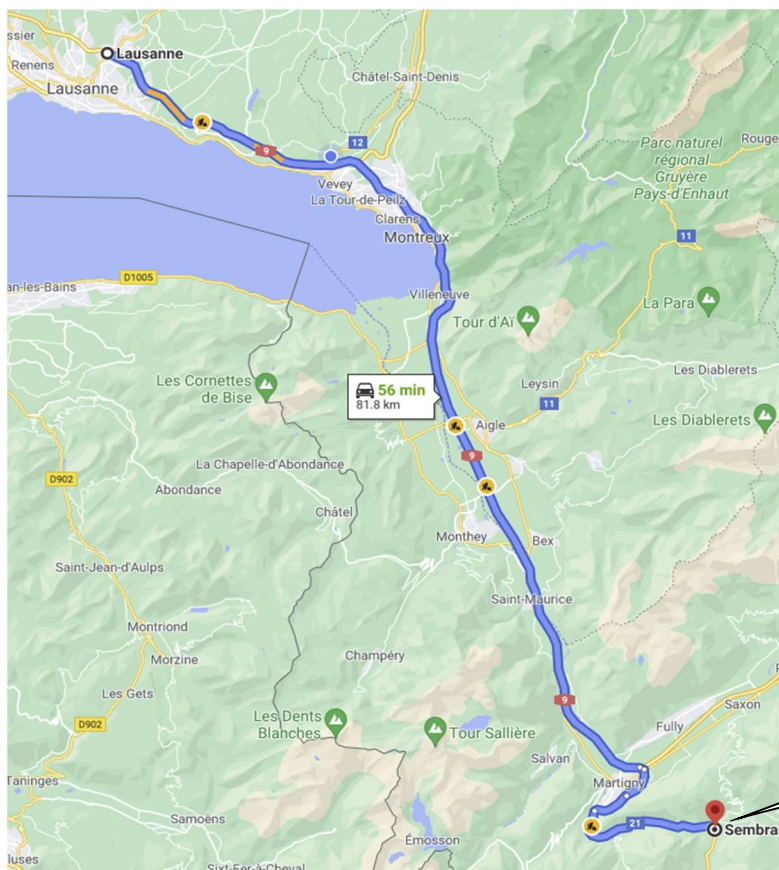 ssier
Lausanne
Renens
Lausanne
Châtel-Saint-Denis
12
9
Parc naturel
régional
Gruyère
Pays-d'Enhaut
Rouge
Vevey
La Tour-de-Peilz
Clarens
Montreux
11
D1005
an-les-Bains
Villeneuve
La Para
Tour d'Aï
Les Diablerets
Les Cornettes
de Bise
56 min
81.8 km
Leysin
11
Les Diablerets
Aigle
9
La Chapelle-d'Abondance
D902
Abondance
Châtel
Monthey
Bex
Saint-Jean-d'Aulps
Saint-Maurice
Montriond
Morzine
Champéry
Les Gets
9
Saxon
D902
Les Dents
Blanches
Tour Sallière
Fully
Salvan
Taninges
Martigny
Samoëns
21
Sembra
Émosson
luses
Sixt-Fer-à-Cheval